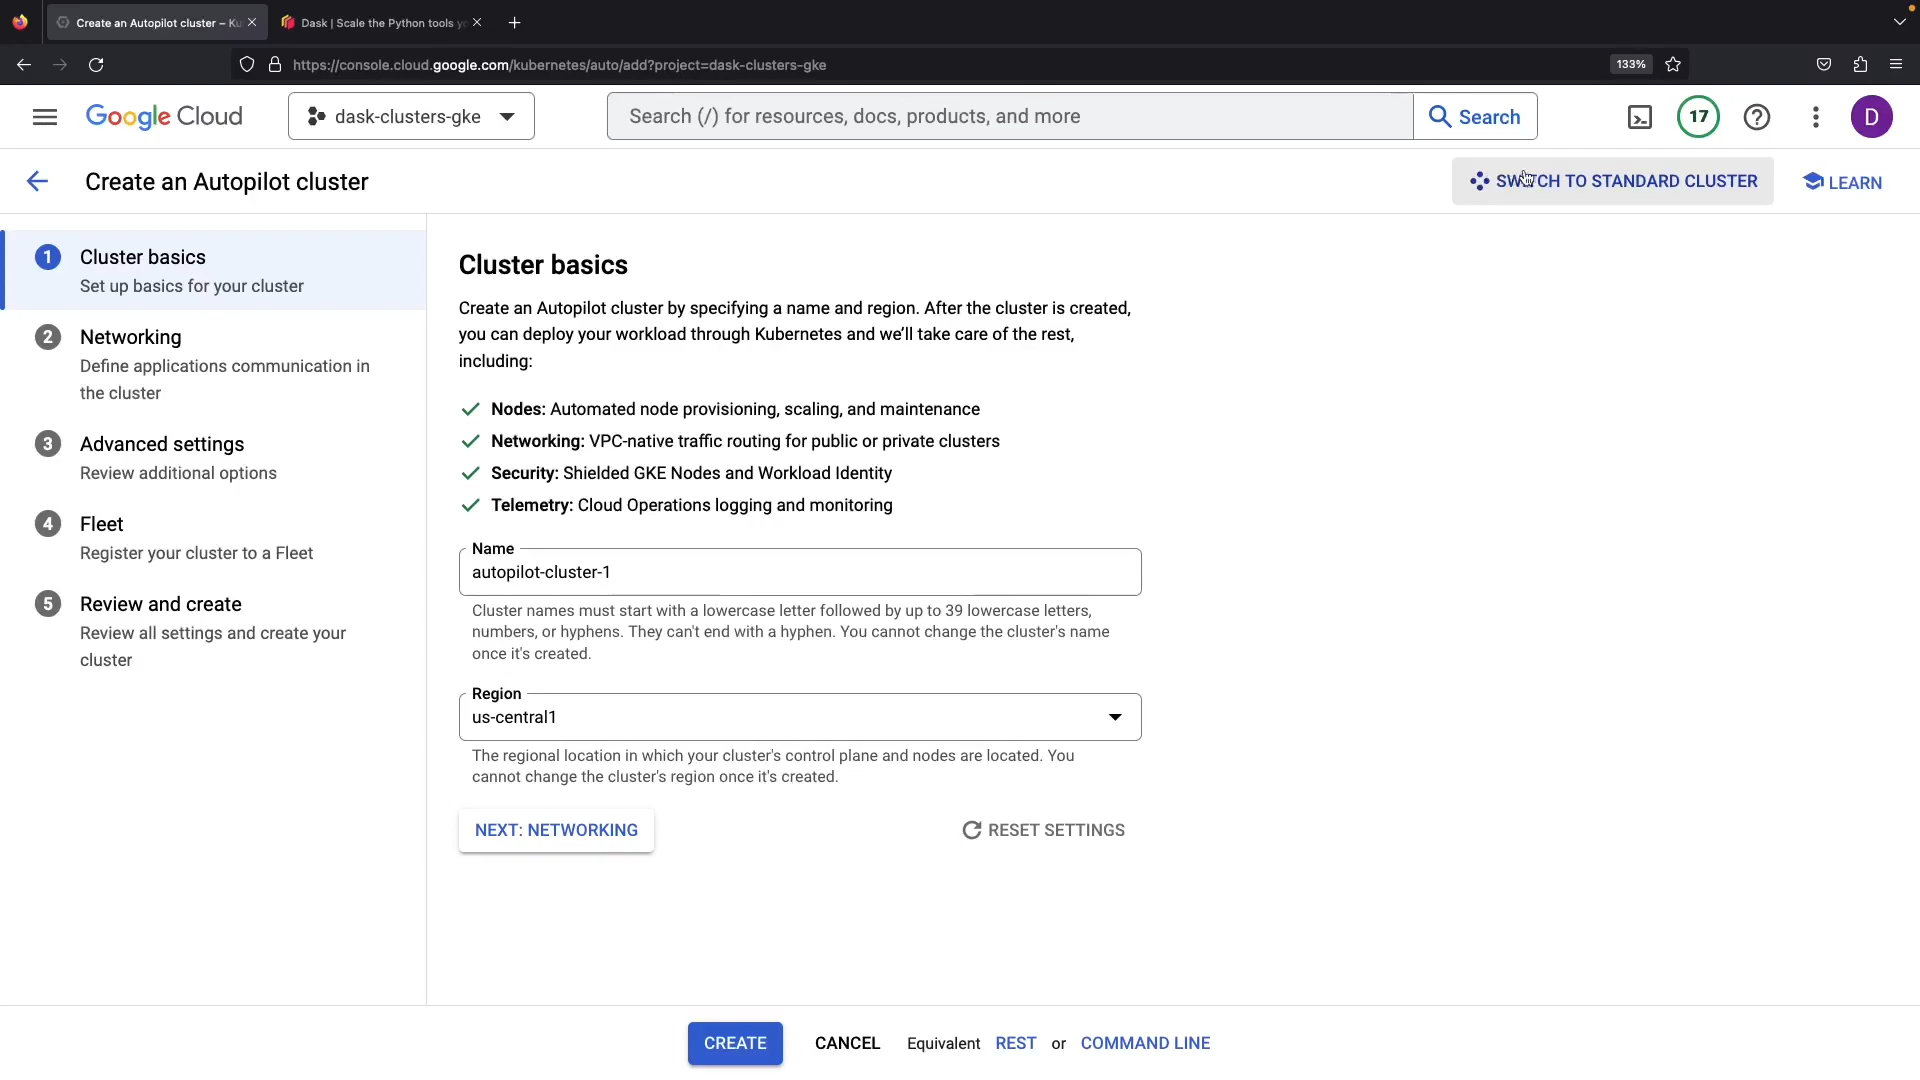 Create an Autopilot cluster – Ku
Dask | Scale the Python tools yo
https://console.cloud.google.com/kubernetes/auto/add?project=dask-clusters-gke
133%
Google Cloud
dask-clusters-gke
Search (/) for resources, docs, products, and more
Search
17
D
Create an Autopilot cluster
SWITCH TO STANDARD CLUSTER
LEARN
1
Cluster basics
Set up basics for your cluster
2
Networking
Define applications communication in
the cluster
3
Advanced settings
Review additional options
4
Fleet
Register your cluster to a Fleet
5
Review and create
Review all settings and create your
cluster
Cluster basics
Create an Autopilot cluster by specifying a name and region. After the cluster is created,
you can deploy your workload through Kubernetes and we’ll take care of the rest,
including:
Nodes: Automated node provisioning, scaling, and maintenance
Networking: VPC-native traffic routing for public or private clusters
Security: Shielded GKE Nodes and Workload Identity
Telemetry: Cloud Operations logging and monitoring
Name
autopilot-cluster-1
Cluster names must start with a lowercase letter followed by up to 39 lowercase letters,
numbers, or hyphens. They can't end with a hyphen. You cannot change the cluster's name
once it's created.
Region
us-central1
The regional location in which your cluster's control plane and nodes are located. You
cannot change the cluster's region once it's created.
NEXT: NETWORKING
RESET SETTINGS
CREATE
CANCEL
Equivalent REST or COMMAND LINE